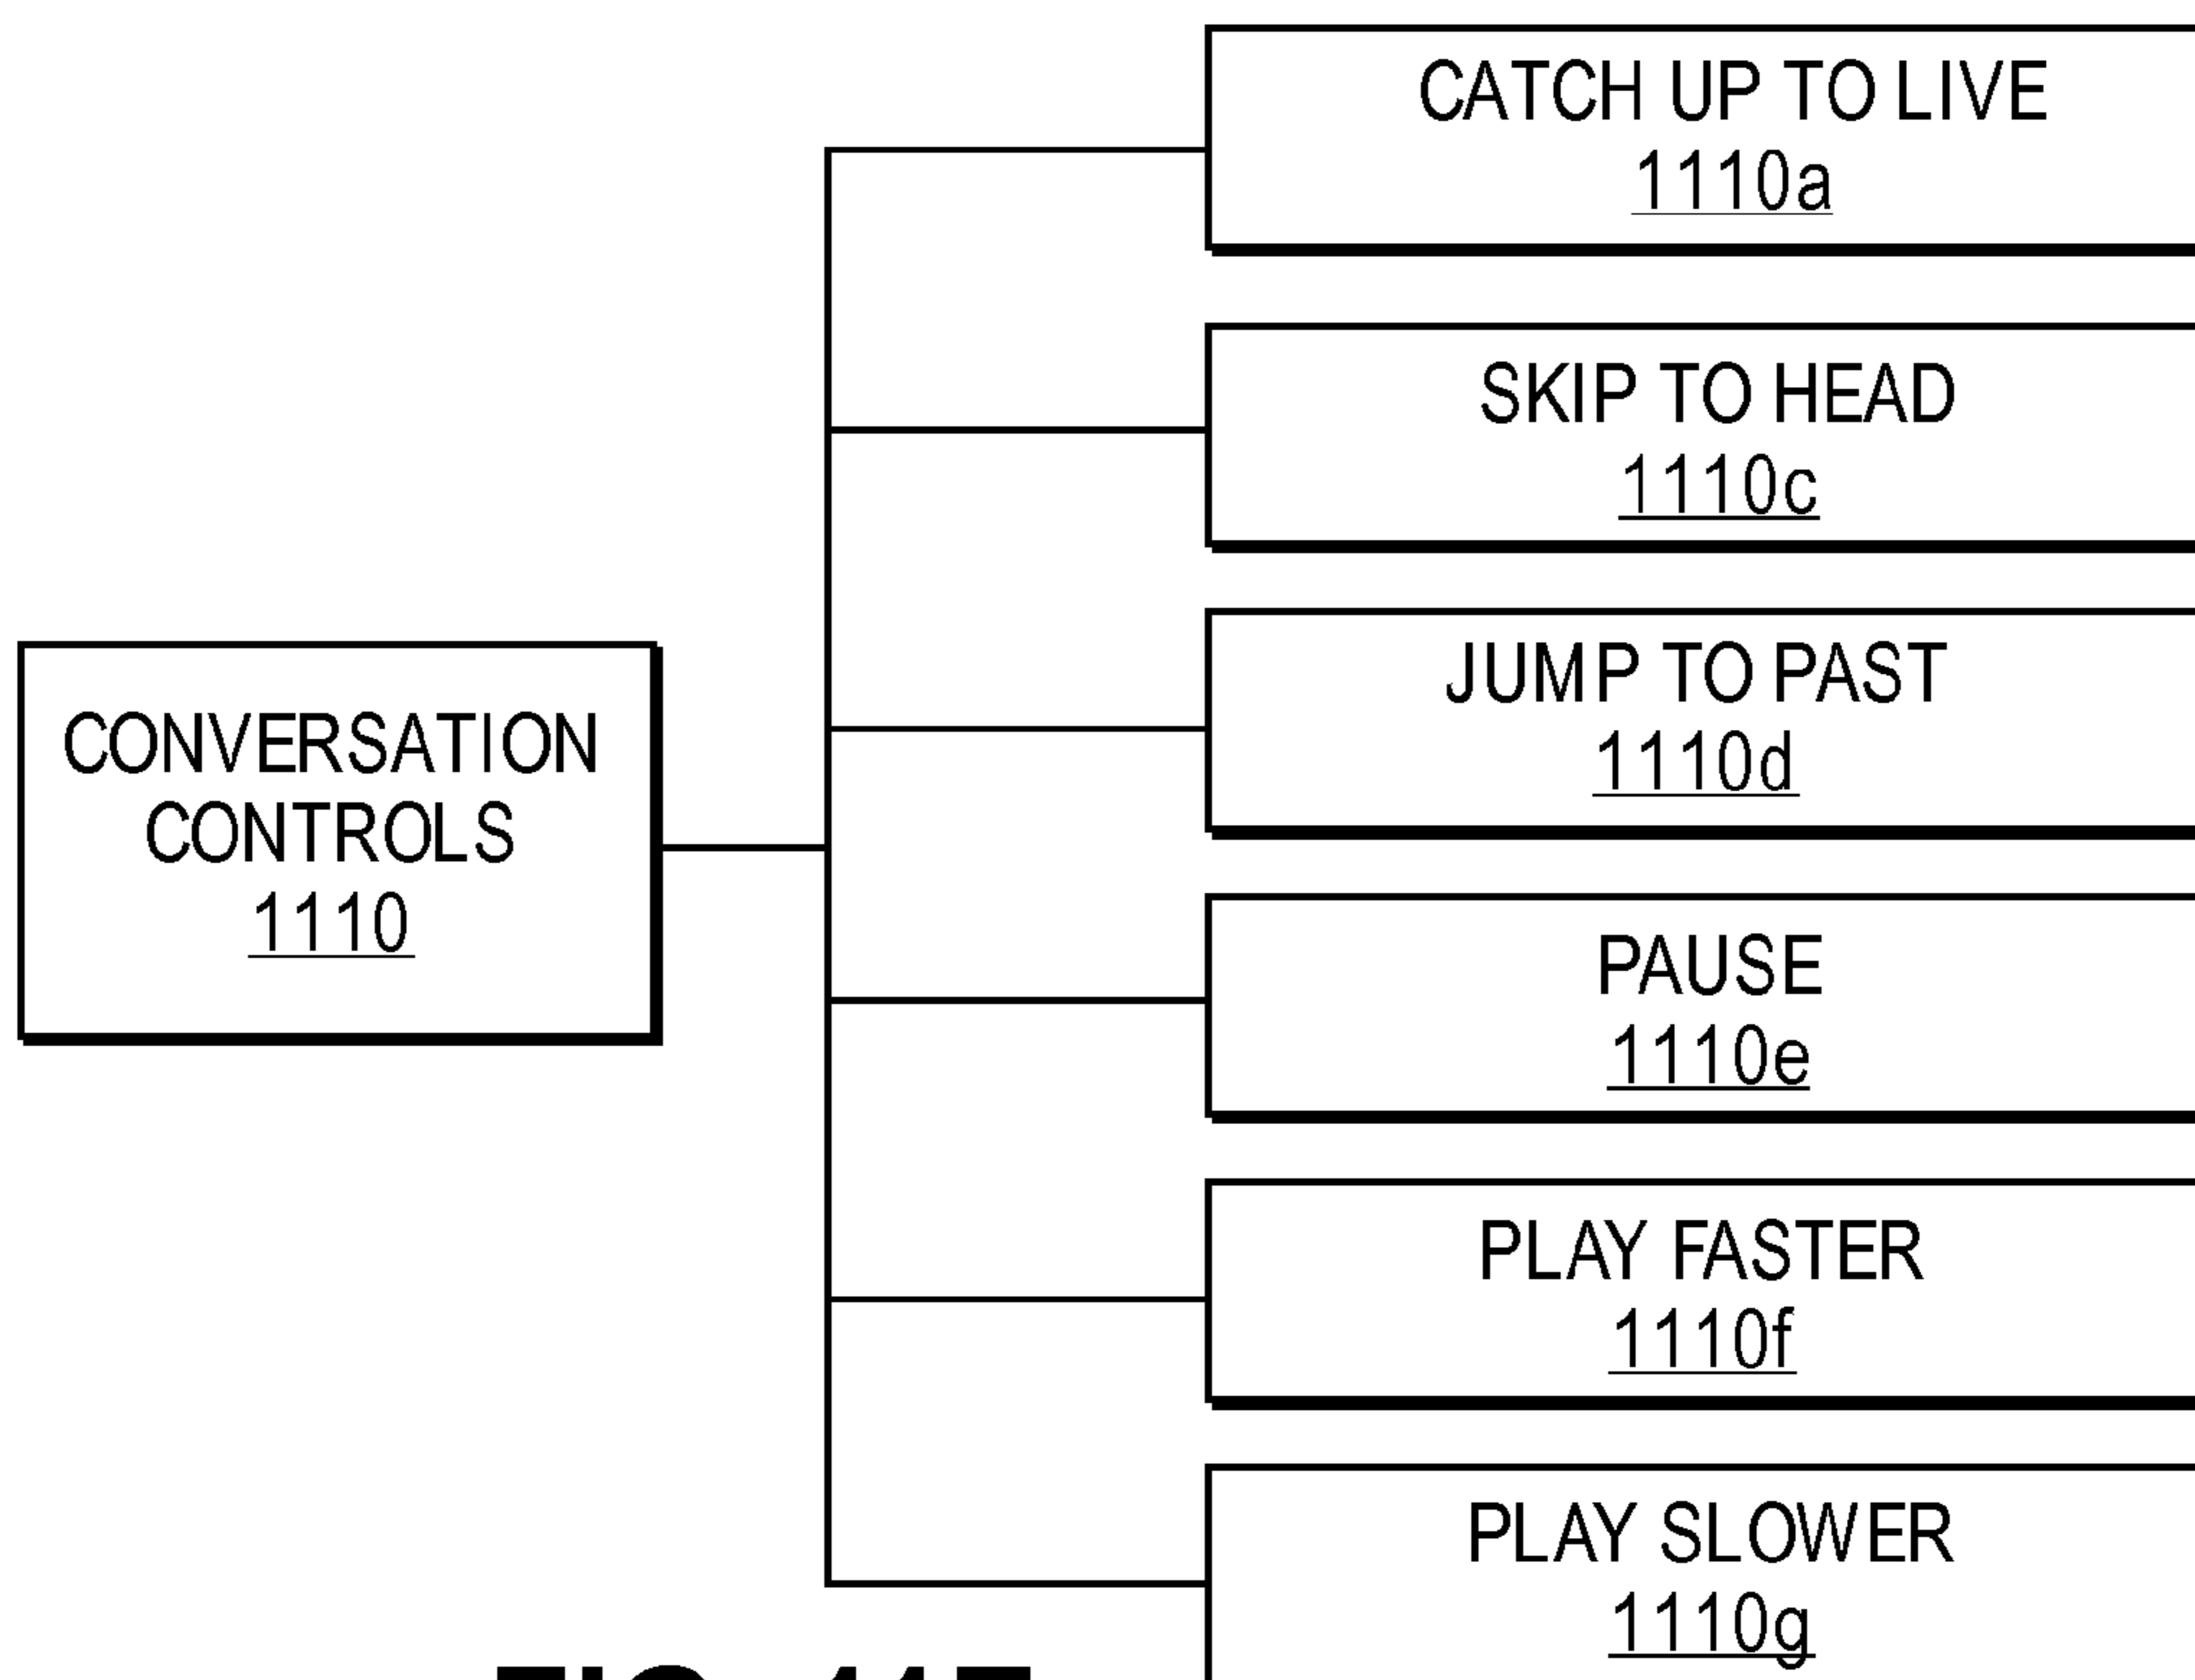 CATCH UP TO LIVE
1110a
SKIP TO HEAD
1110c
JUMP TO PAST
1110d
CONVERSATION
CONTROLS
1110
PAUSE
1110e
PLAY FASTER
1110f
PLAY SLOWER
1110g